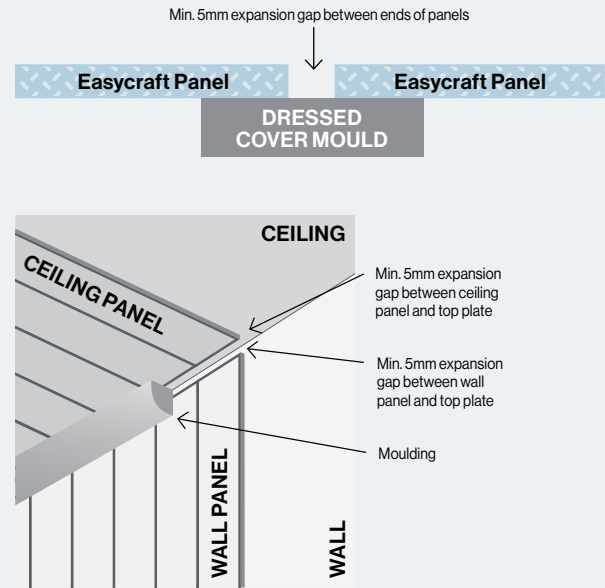 Min. 5mm expansion gap between ends of panels
Easycraft Panel
Easycraft Panel
DRESSED
COVER MOULD
CEILING
CEILING PANEL
Min. 5mm expansion
gap between ceiling
panel and top plate
Min. 5mm expansion
gap between wall
panel and top plate
Moulding
WALL PANEL
WALL